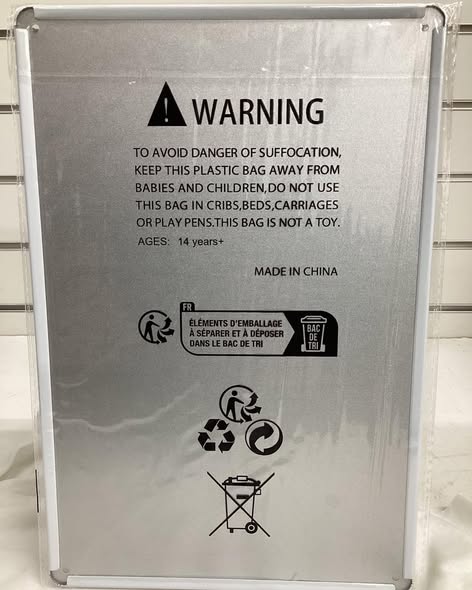 WARNING
TO AVOID DANGER OF SUFFOCATION,
KEEP THIS PLASTIC BAG AWAY FROM
BABIES AND CHILDREN,DO NOT USE
THIS BAG IN CRIBS,BEDS,CARRIAGES
OR PLAY PENS.THIS BAG IS NOT A TOY.
AGES: 14 years+
MADE IN CHINA
FR
ÉLÉMENTS D'EMBALLAGE
À SÉPARER ET À DÉPOSER
DANS LE BAC DE TRI
BAC
DE
TRI